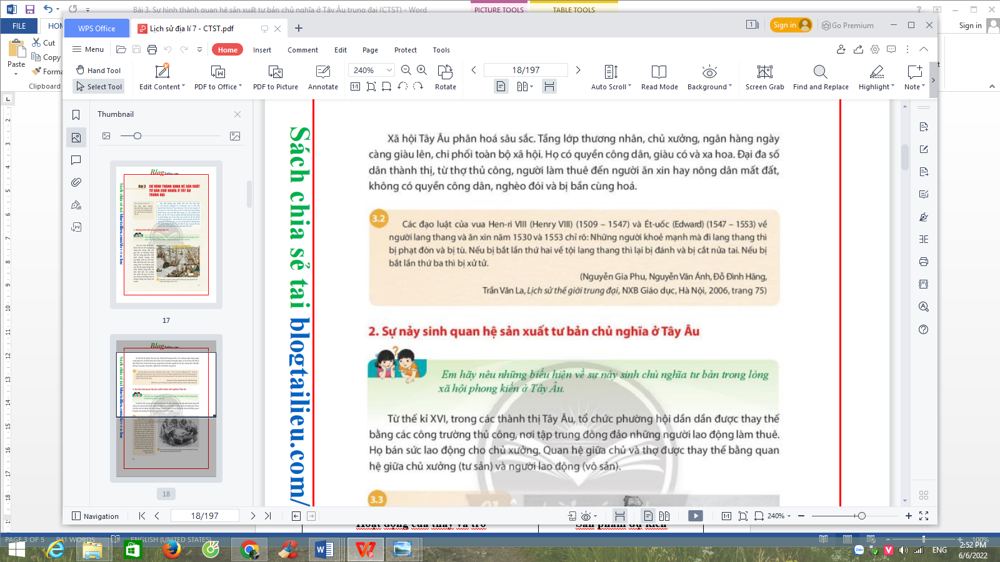 Bài 3. Sự hình thành quan hệ sản xuất tư bản chủ nghĩa ở Tây Âu trung đại (CTST) - Word
PICTURE TOOLS
TABLE TOOLS
FILE
HOM
Sign in
Cut
Copy
Forma
Paste
Clipboard
WPS Office
Lịch sử địa lí 7 - CTST.pdf
1
Sign in
Go Premium
Menu
Home
Insert
Comment
Edit
Page
Protect
Tools
Hand Tool
Select Tool
Edit Content
PDF to Office
PDF to Picture
Annotate
240%
Rotate
18/197
Auto Scroll
Read Mode
Background
Screen Grab
Find and Replace
Highlight
Note
Thumbnail
Bài 3 SỰ HÌNH THÀNH QUAN HỆ SẢN XUẤT
TƯ BẢN CHỦ NGHĨA Ở TÂY ÂU
TRUNG ĐẠI
17
18
Sách chia sẻ tại blogtailieu.com/
Xã hội Tây Âu phân hoá sâu sắc. Tầng lớp thương nhân, chủ xưởng, ngân hàng ngày
càng giàu lên, chi phối toàn bộ xã hội. Họ có quyền công dân, giàu có và xa hoa. Đại đa số
dân thành thị, từ thợ thủ công, người làm thuê đến người ăn xin hay nông dân mất đất,
không có quyền công dân, nghèo đói và bị bần cùng hoá.
3.2
Các đạo luật của vua Hen-ri VIII (Henry VIII) (1509 – 1547) và Ét-uốc (Edward) (1547 – 1553) về
người lang thang và ăn xin năm 1530 và 1553 chỉ rõ: Những người khoẻ mạnh mà đi lang thang thì
bị phạt đòn và bị tù. Nếu bị bắt lần thứ hai về tội lang thang thì lại bị đánh và bị cắt nửa tai. Nếu bị
bắt lần thứ ba thì bị xử tử.
(Nguyễn Gia Phu, Nguyễn Văn Ánh, Đỗ Đình Hãng,
Trần Văn La, Lịch sử thế giới trung đại, NXB Giáo dục, Hà Nội, 2006, trang 75)
2. Sự nảy sinh quan hệ sản xuất tư bản chủ nghĩa ở Tây Âu
Em hãy nêu những biểu hiện về sự nảy sinh chủ nghĩa tư bản trong lòng
xã hội phong kiến ở Tây Âu.
Từ thế kỉ XVI, trong các thành thị Tây Âu, tổ chức phường hội dần dần được thay thế
bằng các công trường thủ công, nơi tập trung đông đảo những người lao động làm thuê.
Họ bán sức lao động cho chủ xưởng. Quan hệ giữa chủ và thợ được thay thế bằng quan
hệ giữa chủ xưởng (tư sản) và người lao động (vô sản).
3.3
Navigation
18/197
240%
Hoạt động của thầy và trò
Sản phẩm dự kiến
PAGE 3 OF 5
941 WORDS
ENGLISH (UNITED STATES)
100%
ENG
2:52 PM
6/6/2022